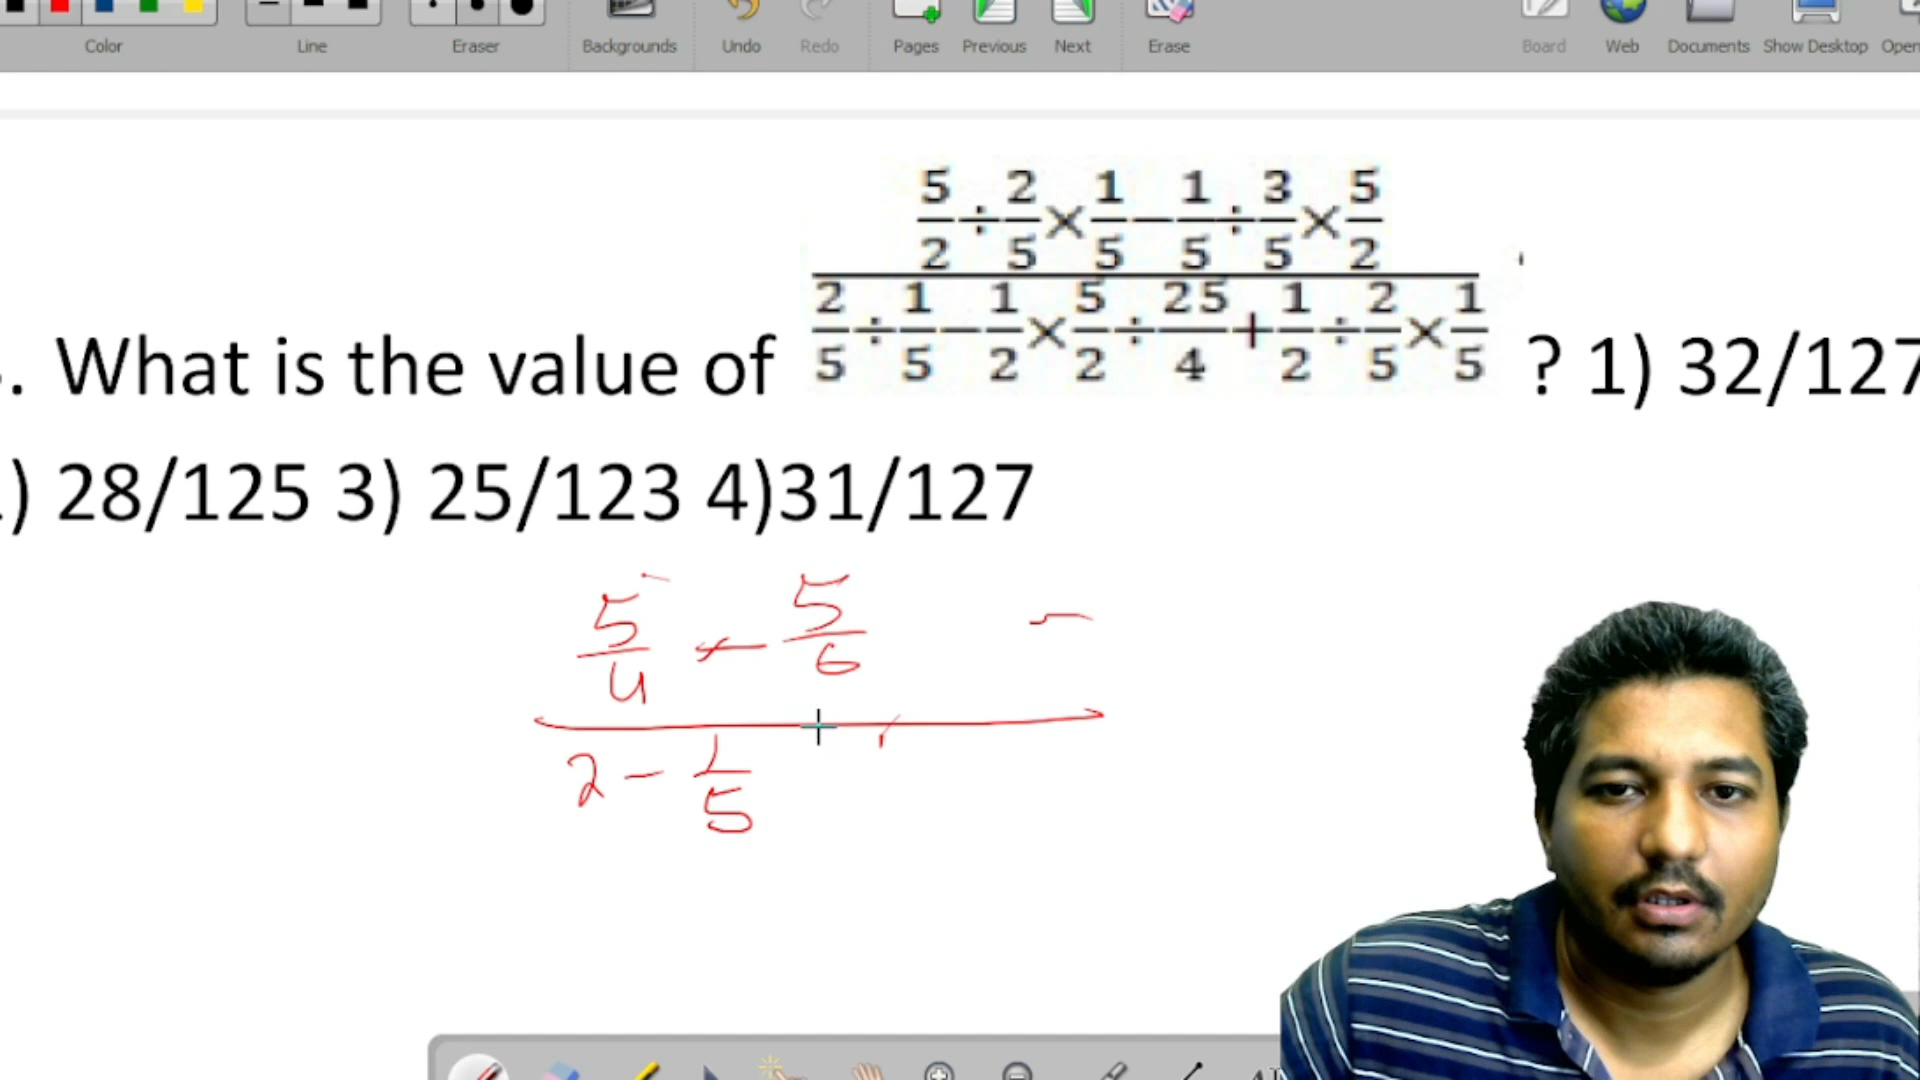 Color Line Eraser Backgrounds Undo Redo Pages Previous Next Erase Board Web Documents Show Desktop Open
5/2 ÷ 2/5 × 1/5 − 1/5 ÷ 3/5 × 5/2
. What is the value of ? 1) 32/127
2/5 ÷ 1/5 − 1/2 × 5/2 ÷ 25/4 + 1/2 ÷ 2/5 × 1/5
) 28/125 3) 25/123 4)31/127
5/4 − 5/6 −
2 − 1/5